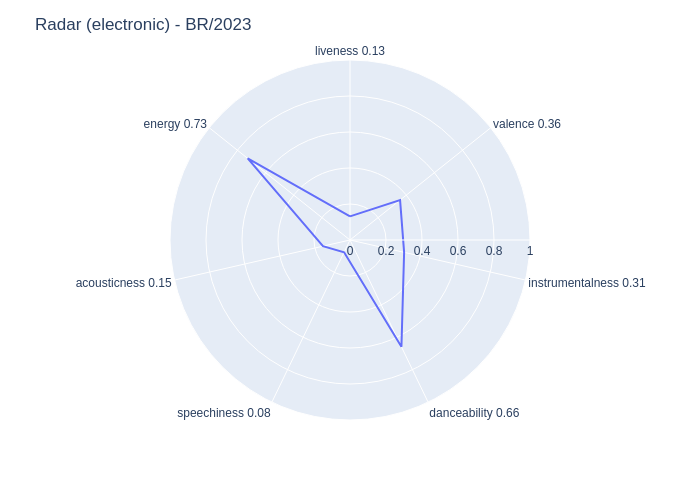 Radar (electronic) - BR/2023
liveness 0.13
energy 0.73
valence 0.36
0 0.2 0.4 0.6 0.8 1
acousticness 0.15
instrumentalness 0.31
speechiness 0.08
danceability 0.66